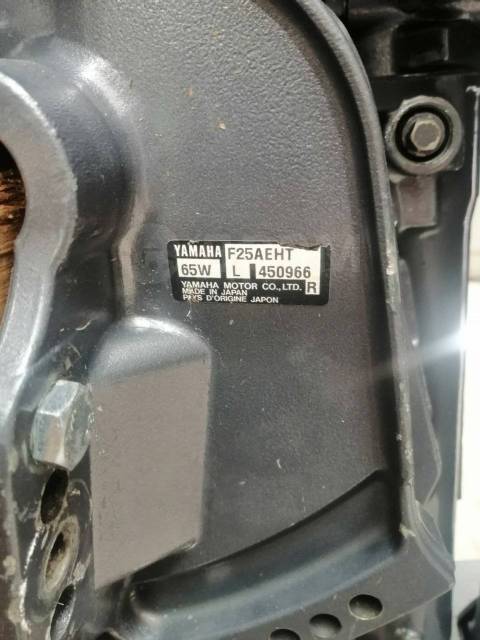 YAMAHA F25AEHT
65W L 450966
YAMAHA MOTOR CO., LTD. R
MADE IN JAPAN
PAYS D'ORIGINE JAPON